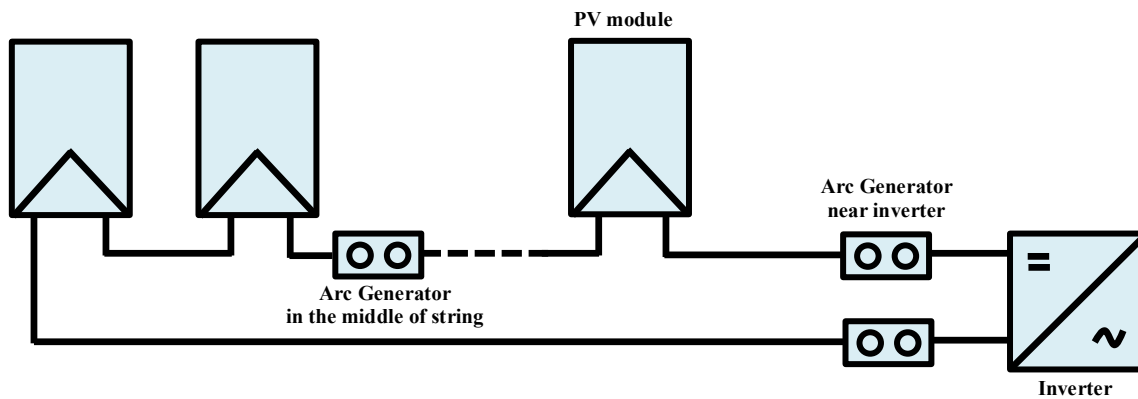 PV module
Arc Generator
near inverter
Arc Generator
in the middle of string
Inverter